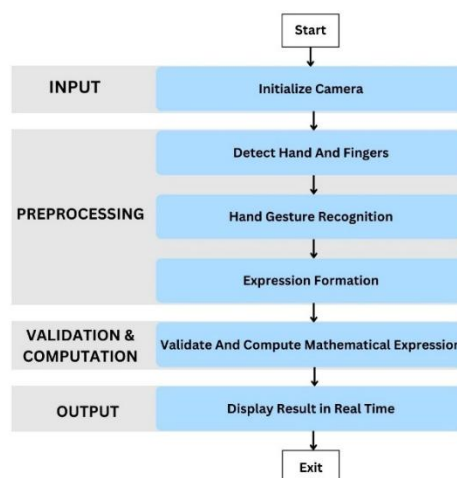 Start
INPUT
Initialize Camera
PREPROCESSING
Detect Hand And Fingers
Hand Gesture Recognition
Expression Formation
VALIDATION &
COMPUTATION
Validate And Compute Mathematical Expression
OUTPUT
Display Result in Real Time
Exit